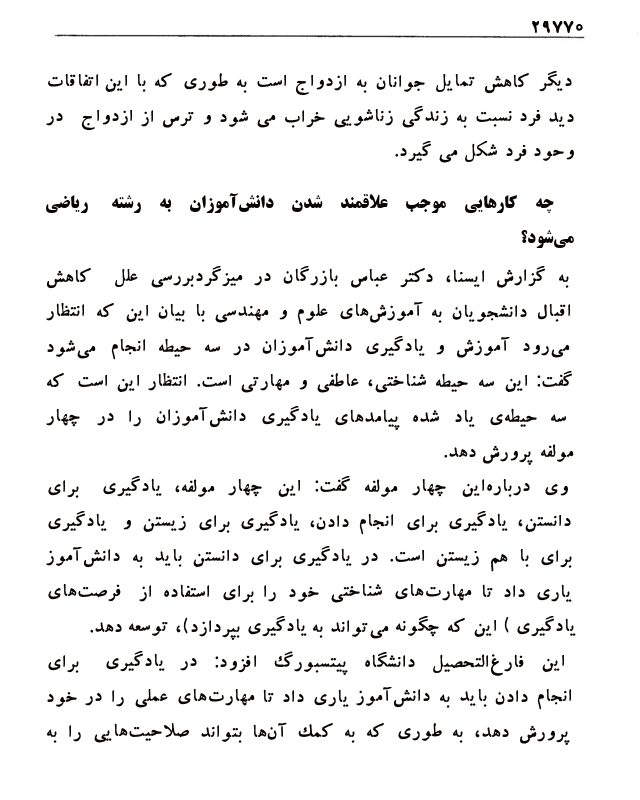 ۲۹۷۷۰
دیگر کاهش تمایل جوانان به ازدواج است به طوری که با این اتفاقات
دید فرد نسبت به زندگی زناشویی خراب می شود و ترس از ازدواج در
وحود فرد شکل می گیرد.
چه کارهایی موجب علاقمند شدن دانش‌آموزان به رشته ریاضی
می‌شود؟
به گزارش ایسنا، دکتر عباس بازرگان در میزگردبررسی علل کاهش
اقبال دانشجویان به آموزش‌های علوم و مهندسی با بیان این که انتظار
می‌رود آموزش و یادگیری دانش‌آموزان در سه حیطه انجام می‌شود
گفت: این سه حیطه شناختی، عاطفی و مهارتی است. انتظار این است که
سه حیطه‌ی یاد شده پیامدهای یادگیری دانش‌آموزان را در چهار
مولفه پرورش دهد.
وی درباره‌این چهار مولفه گفت: این چهار مولفه، یادگیری برای
دانستن، یادگیری برای انجام دادن، یادگیری برای زیستن و یادگیری
برای با هم زیستن است. در یادگیری برای دانستن باید به دانش‌آموز
یاری داد تا مهارت‌های شناختی خود را برای استفاده از فرصت‌های
یادگیری ) این که چگونه می‌تواند به یادگیری بپردازد)، توسعه دهد.
این فارغ‌التحصیل دانشگاه پیتسبورگ افزود: در یادگیری برای
انجام دادن باید به دانش‌آموز یاری داد تا مهارت‌های عملی را در خود
پرورش دهد، به طوری که به کمك آن‌ها بتواند صلاحیت‌هایی را به